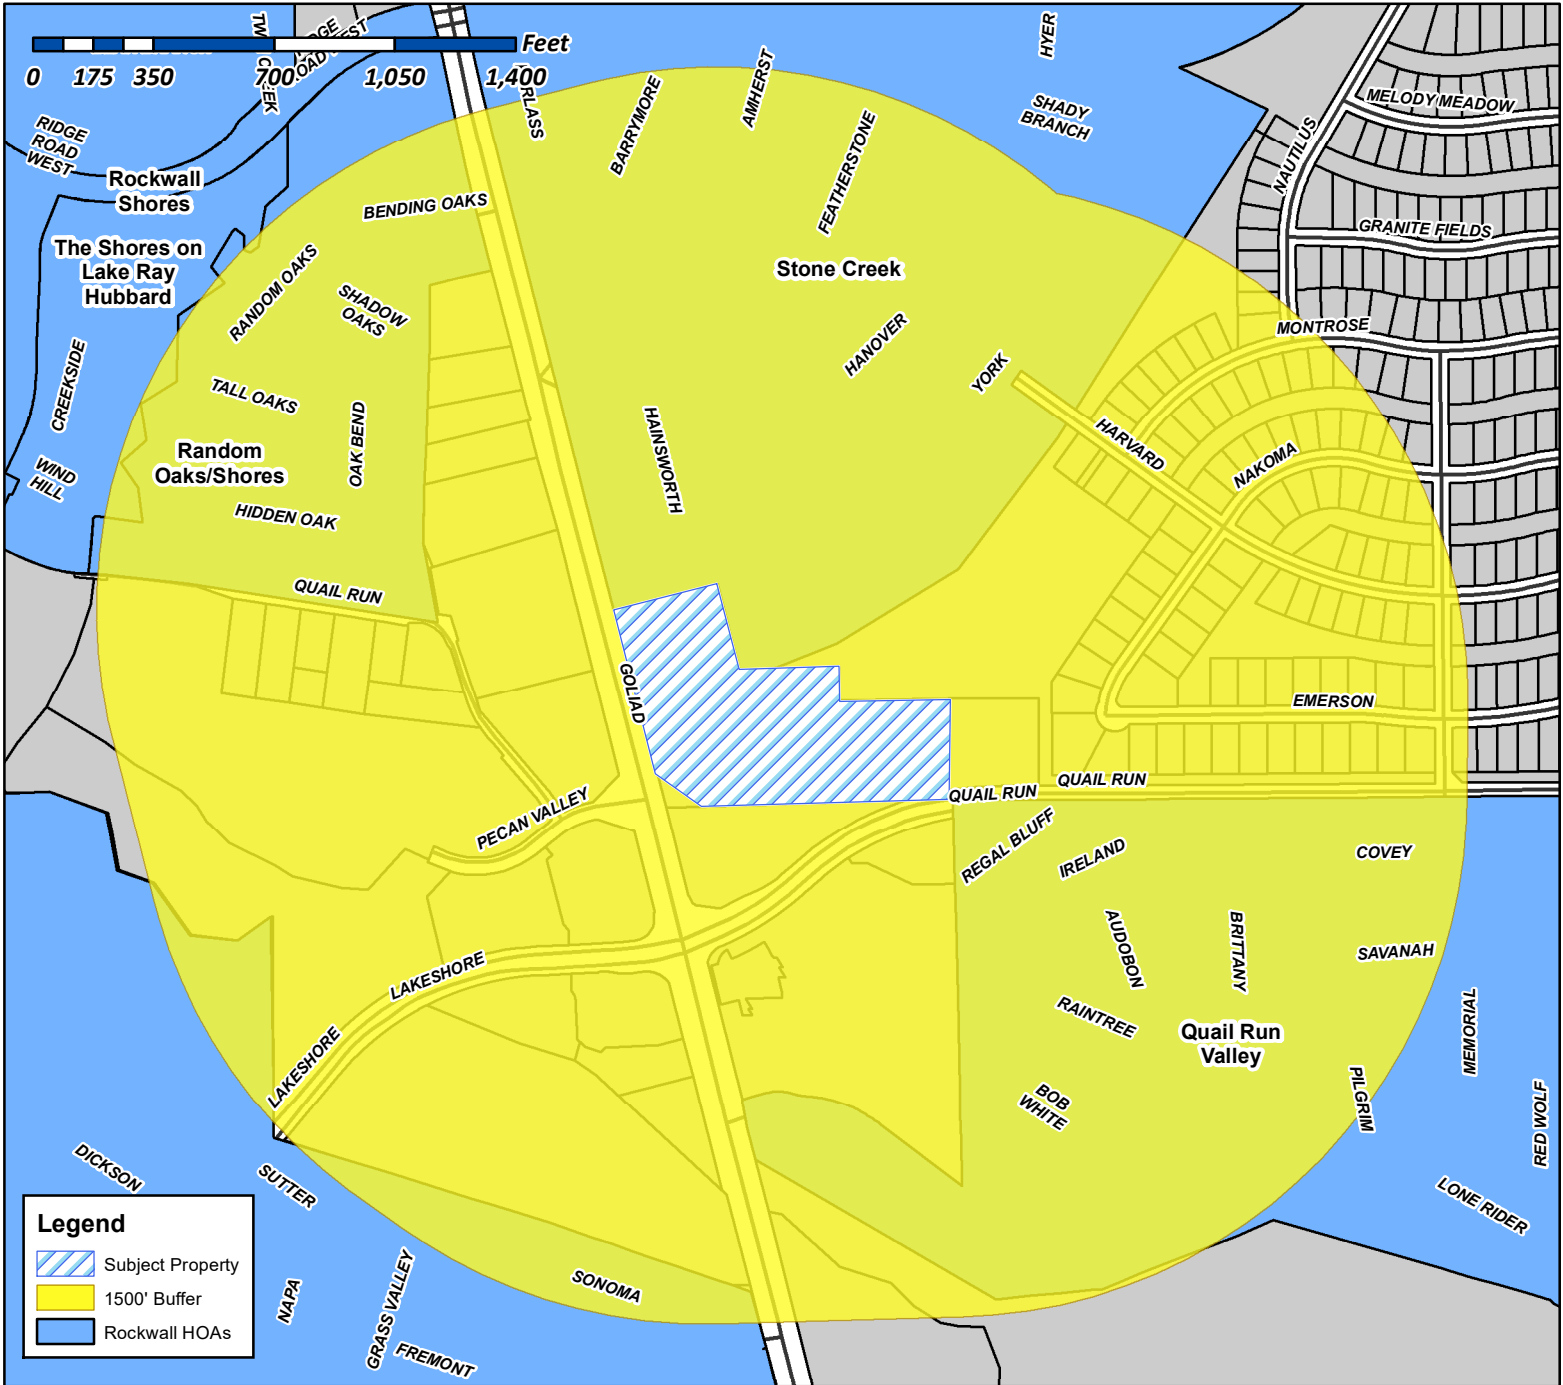 Feet
0 175 350 700 1,050 1,400
RIDGE
ROAD
WEST
Rockwall
Shores
The Shores on
Lake Ray
Hubbard
CREEKSIDE
WIND
HILL
BARRYMORE
AMHERST
HYER
SHADY
BRANCH
FEATHERSTONE
BENDING OAKS
RANDOM OAKS
SHADOW
OAKS
TALL OAKS
OAK BEND
Random
Oaks/Shores
HIDDEN OAK
QUAIL RUN
Stone Creek
HANOVER
YORK
HAINSWORTH
MELODY MEADOW
NAUTILUS
GRANITE FIELDS
MONTROSE
HARVARD
NAKOMA
EMERSON
GOLIAD
QUAIL RUN
QUAIL RUN
PECAN VALLEY
LAKESHORE
LAKESHORE
REGAL BLUFF
IRELAND
COVEY
AUDOBON
BRITTANY
SAVANAH
RAINTREE
Quail Run
Valley
MEMORIAL
BOB
WHITE
PILGRIM
RED WOLF
LONE RIDER
DICKSON
SUTTER
NAPA
GRASS VALLEY
FREMONT
SONOMA
Legend
Subject Property
1500' Buffer
Rockwall HOAs